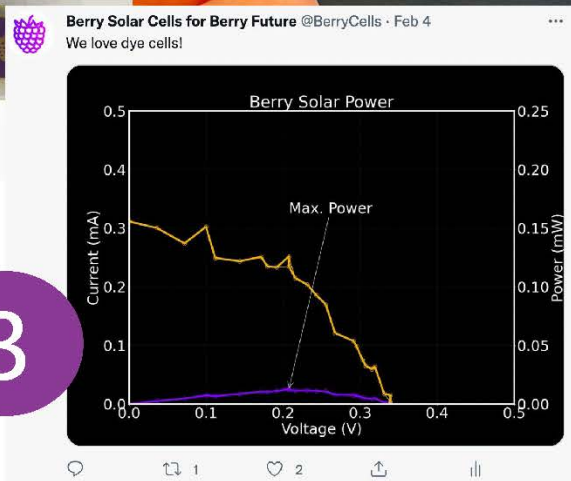 Berry Solar Cells for Berry Future @BerryCells · Feb 4
We love dye cells!
Berry Solar Power
0.5
0.25
0.4
0.20
Max. Power
0.3
0.15
Current (mA)
Power (mW)
0.2
0.10
0.1
0.05
0.0
0.00
0.0 0.1 0.2 0.3 0.4 0.5
Voltage (V)
1 2
3